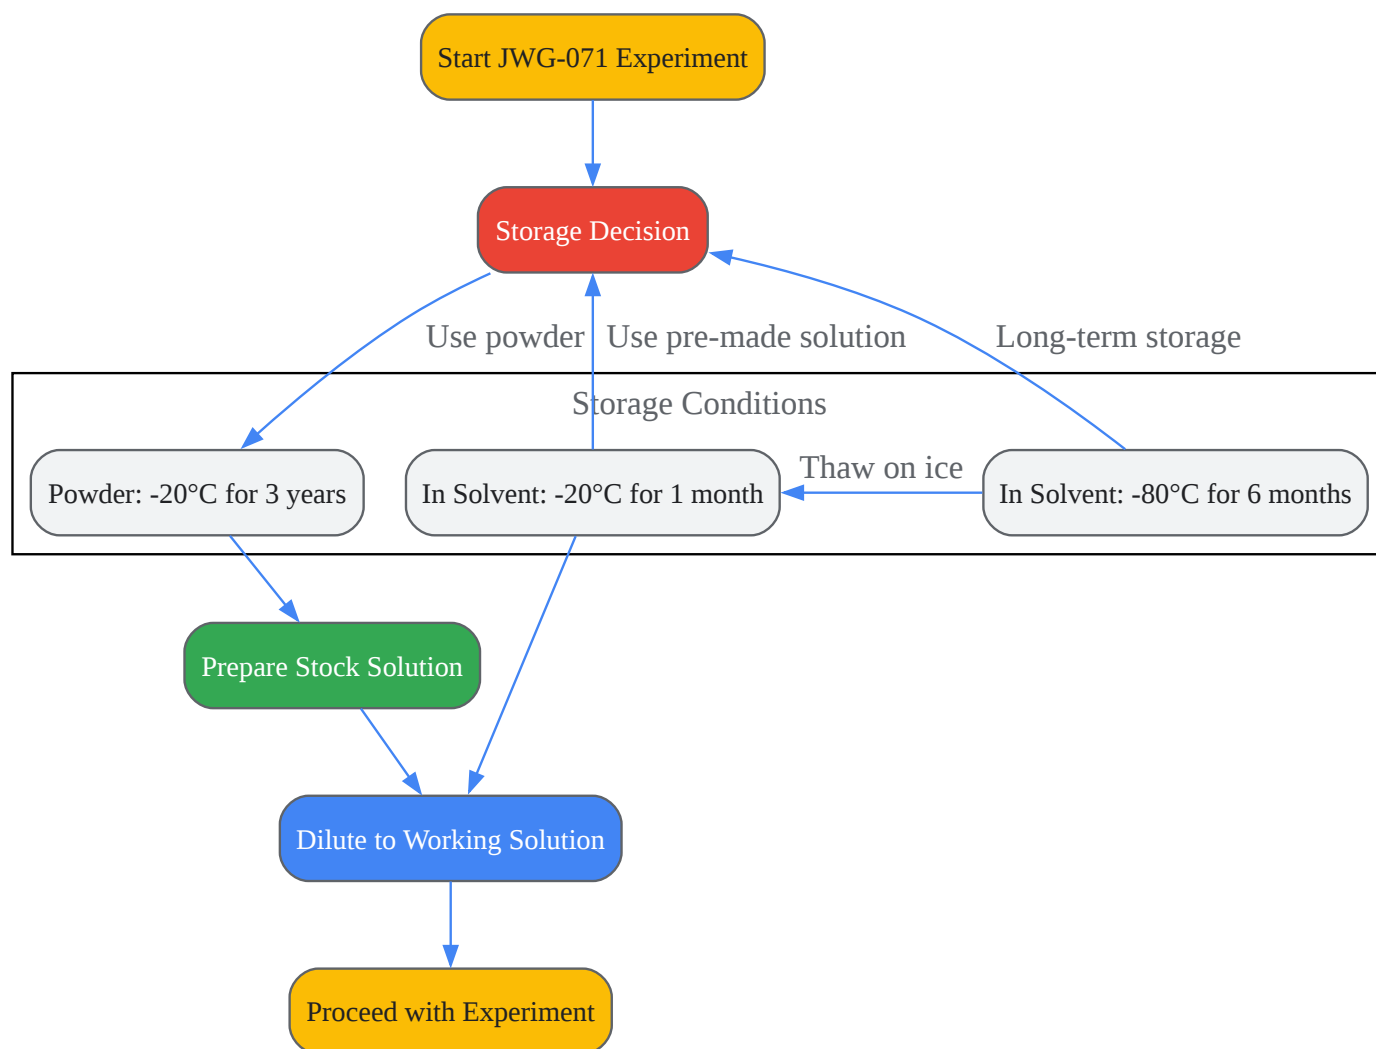 Start JWG-071 Experiment
Storage Decision
Use powder
Use pre-made solution
Long-term storage
Storage Conditions
Powder: -20°C for 3 years
In Solvent: -20°C for 1 month
Thaw on ice
In Solvent: -80°C for 6 months
Prepare Stock Solution
Dilute to Working Solution
Proceed with Experiment